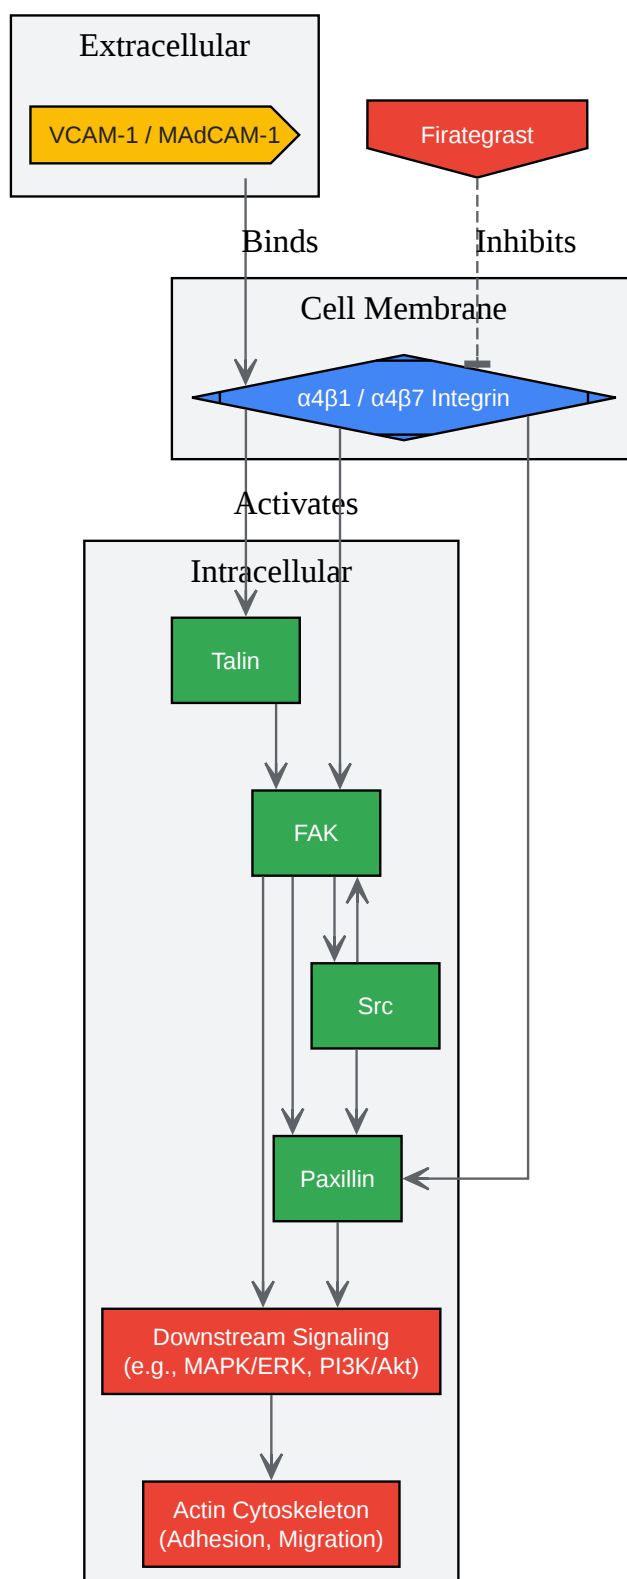 Extracellular
VCAM-1 / MAdCAM-1
Firategrast
Binds
Inhibits
Cell Membrane
α4β1 / α4β7 Integrin
Activates
Intracellular
Talin
FAK
Src
Paxillin
Downstream Signaling
(e.g., MAPK/ERK, PI3K/Akt)
Actin Cytoskeleton
(Adhesion, Migration)